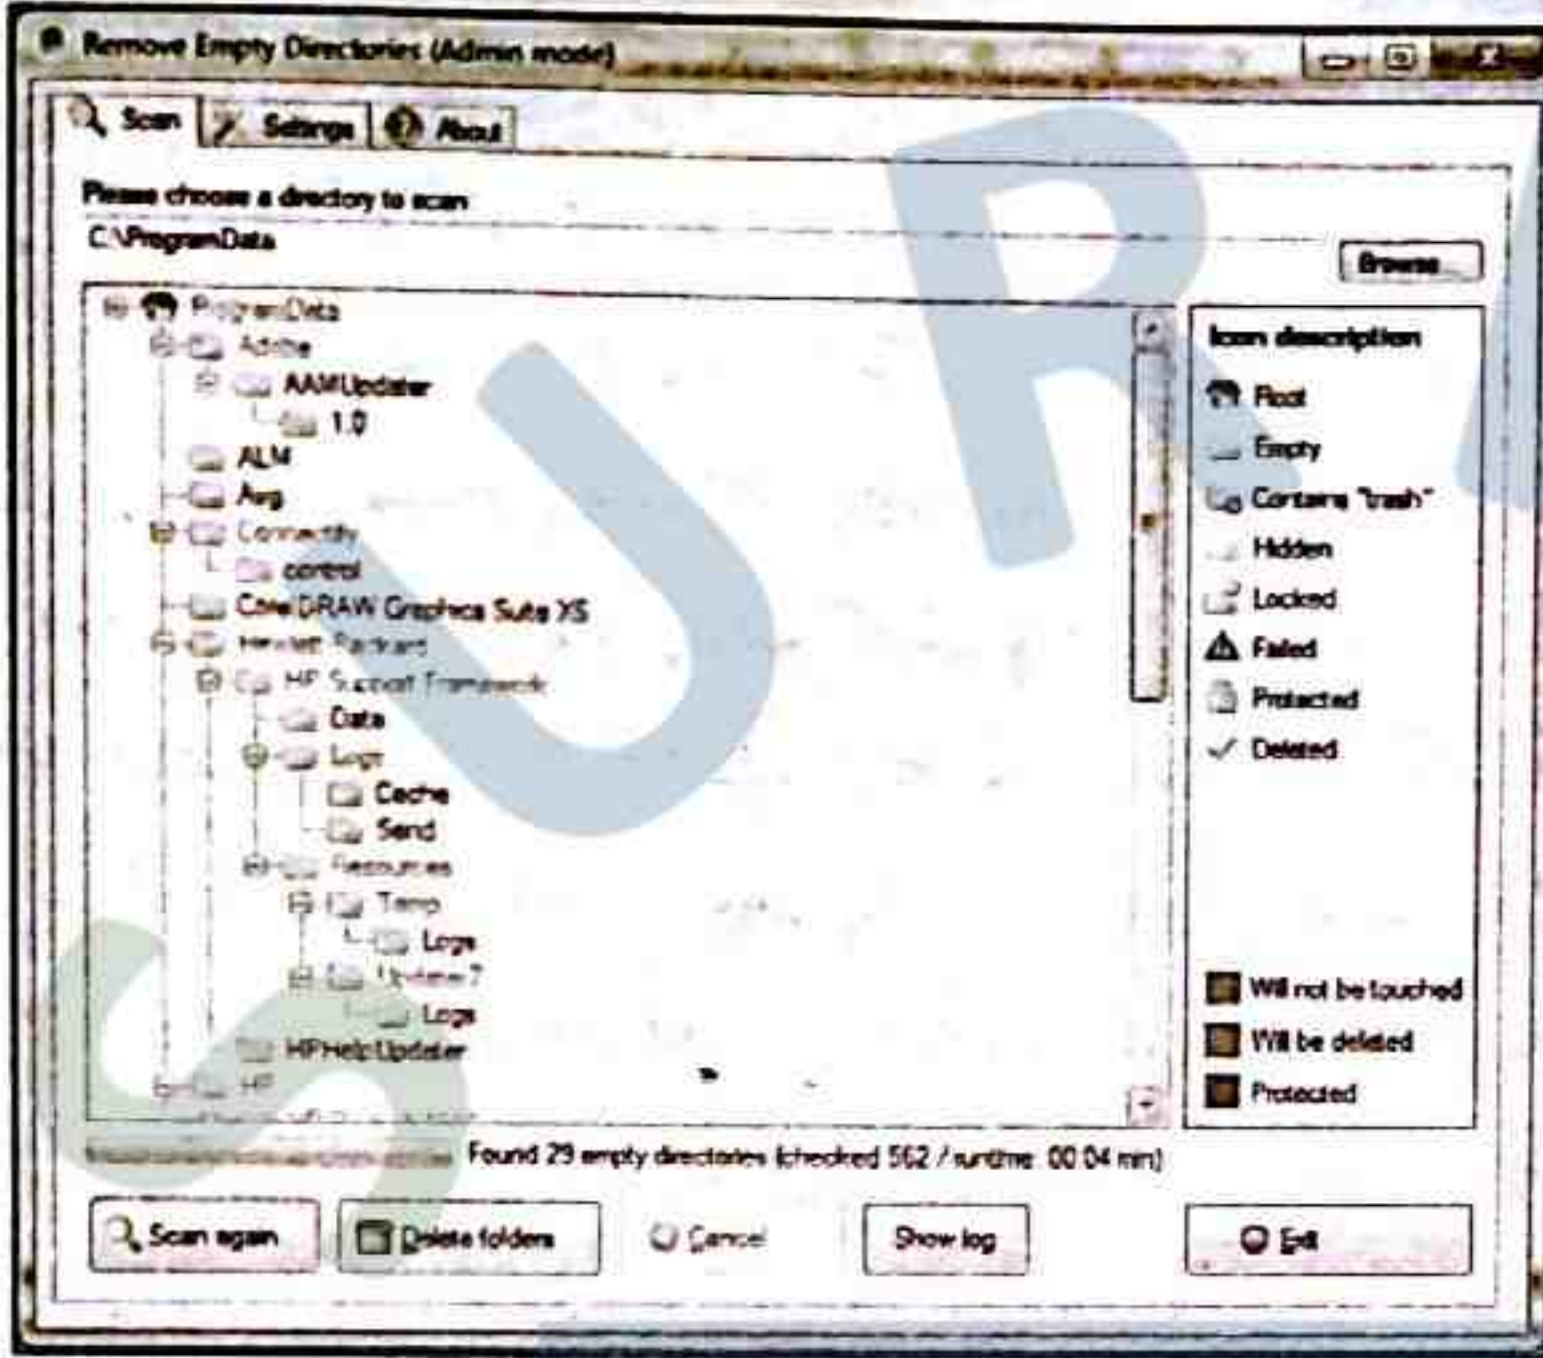 Remove Empty Directories (Admin mode)
Scan Settings About
Please choose a directory to scan
C:\ProgramData
Browse...
ProgramData
Adobe
AAMUpdater
1.0
ALM
Avg
Connectify
control
CorelDRAW Graphics Suite X5
Hewlett-Packard
HP Support Framework
Data
Logs
Cache
Send
Resources
Temp
Logs
Logs
HPHelpUpdater
HP
Icon description
Root
Empty
Contains "trash"
Hidden
Locked
Failed
Protected
Deleted
Will not be touched
Will be deleted
Protected
Found 29 empty directories (checked 562 / runtime: 00:04 min)
Scan again Delete folders Cancel Show log Exit
S U R